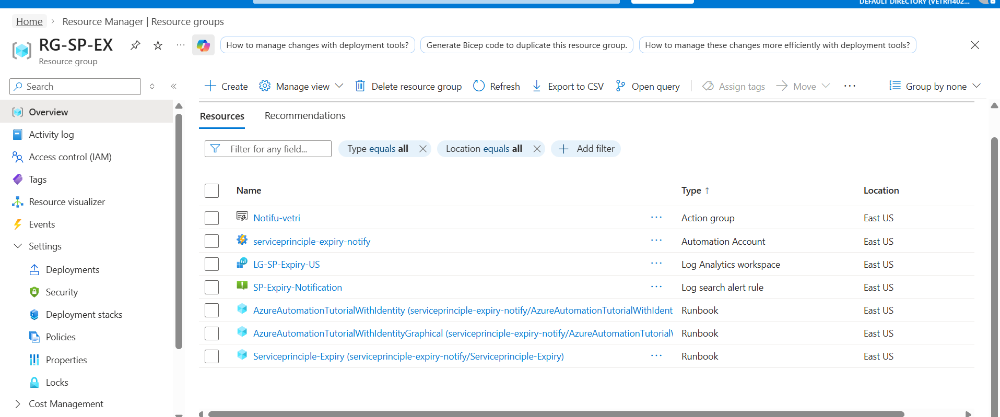 DEFAULT DIRECTORY (VETRI1402...
Home > Resource Manager | Resource groups
RG-SP-EX
Resource group
How to manage changes with deployment tools?
Generate Bicep code to duplicate this resource group.
How to manage these changes more efficiently with deployment tools?
Search
Create
Manage view
Delete resource group
Refresh
Export to CSV
Open query
Assign tags
Move
Group by none
Overview
Activity log
Access control (IAM)
Tags
Resource visualizer
Events
Settings
Deployments
Security
Deployment stacks
Policies
Properties
Locks
Cost Management
Resources Recommendations
Filter for any field...
Type equals all
Location equals all
Add filter
Name Type ↑ Location
Notifu-vetri ... Action group East US
serviceprinciple-expiry-notify ... Automation Account East US
LG-SP-Expiry-US ... Log Analytics workspace East US
SP-Expiry-Notification ... Log search alert rule East US
AzureAutomationTutorialWithIdentity (serviceprinciple-expiry-notify/AzureAutomationTutorialWithIdent Runbook East US
AzureAutomationTutorialWithIdentityGraphical (serviceprinciple-expiry-notify/AzureAutomationTutorialW Runbook East US
Serviceprinciple-Expiry (serviceprinciple-expiry-notify/Serviceprinciple-Expiry) ... Runbook East US